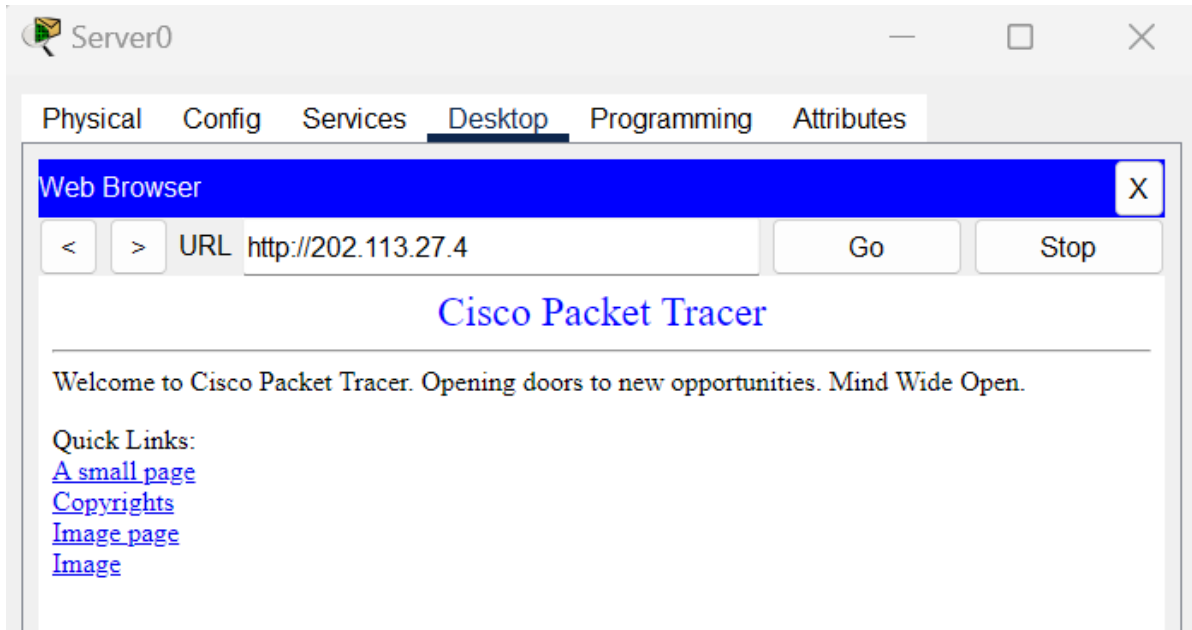 Server0
Physical Config Services Desktop Programming Attributes
Web Browser X
< > URL http://202.113.27.4 Go Stop
Cisco Packet Tracer
Welcome to Cisco Packet Tracer. Opening doors to new opportunities. Mind Wide Open.
Quick Links:
A small page
Copyrights
Image page
Image